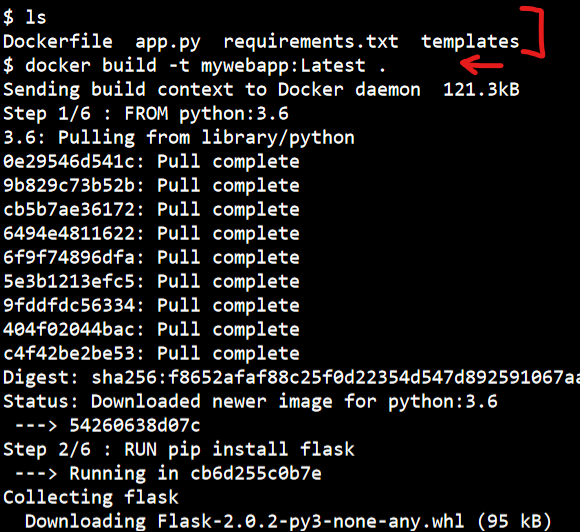 $ ls
Dockerfile  app.py  requirements.txt  templates
$ docker build -t mywebapp:Latest .
Sending build context to Docker daemon  121.3kB
Step 1/6 : FROM python:3.6
3.6: Pulling from library/python
0e29546d541c: Pull complete
9b829c73b52b: Pull complete
cb5b7ae36172: Pull complete
6494e4811622: Pull complete
6f9f74896dfa: Pull complete
5e3b1213efc5: Pull complete
9fddfdc56334: Pull complete
404f02044bac: Pull complete
c4f42be2be53: Pull complete
Digest: sha256:f8652afaf88c25f0d22354d547d892591067aa
Status: Downloaded newer image for python:3.6
 ---> 54260638d07c
Step 2/6 : RUN pip install flask
 ---> Running in cb6d255c0b7e
Collecting flask
  Downloading Flask-2.0.2-py3-none-any.whl (95 kB)